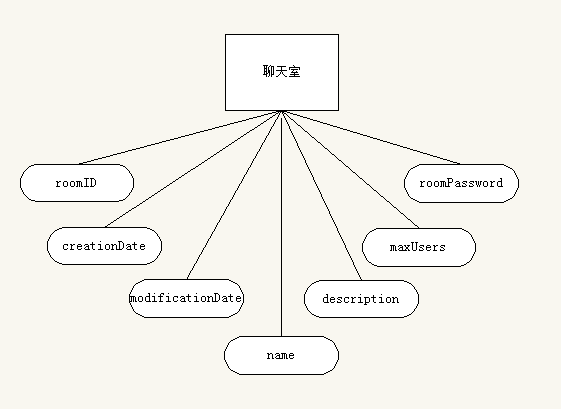 聊天室
roomID
roomPassword
creationDate
maxUsers
modificationDate
description
name